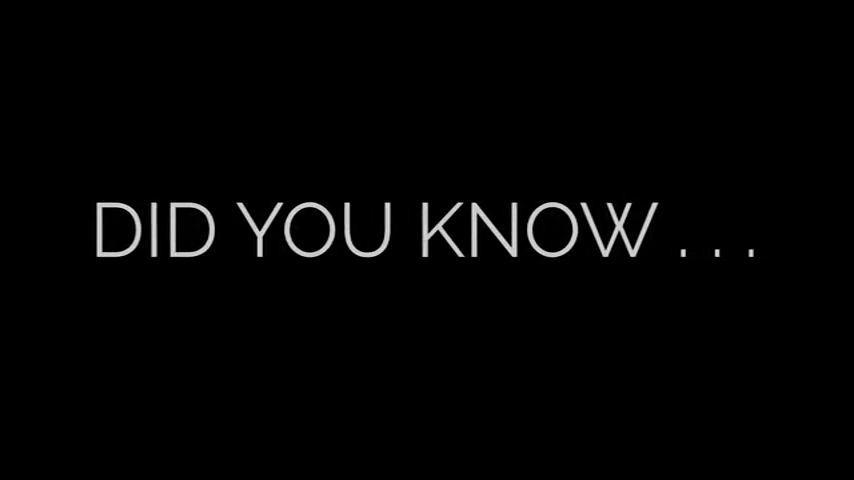 DID YOU KNOW . . .